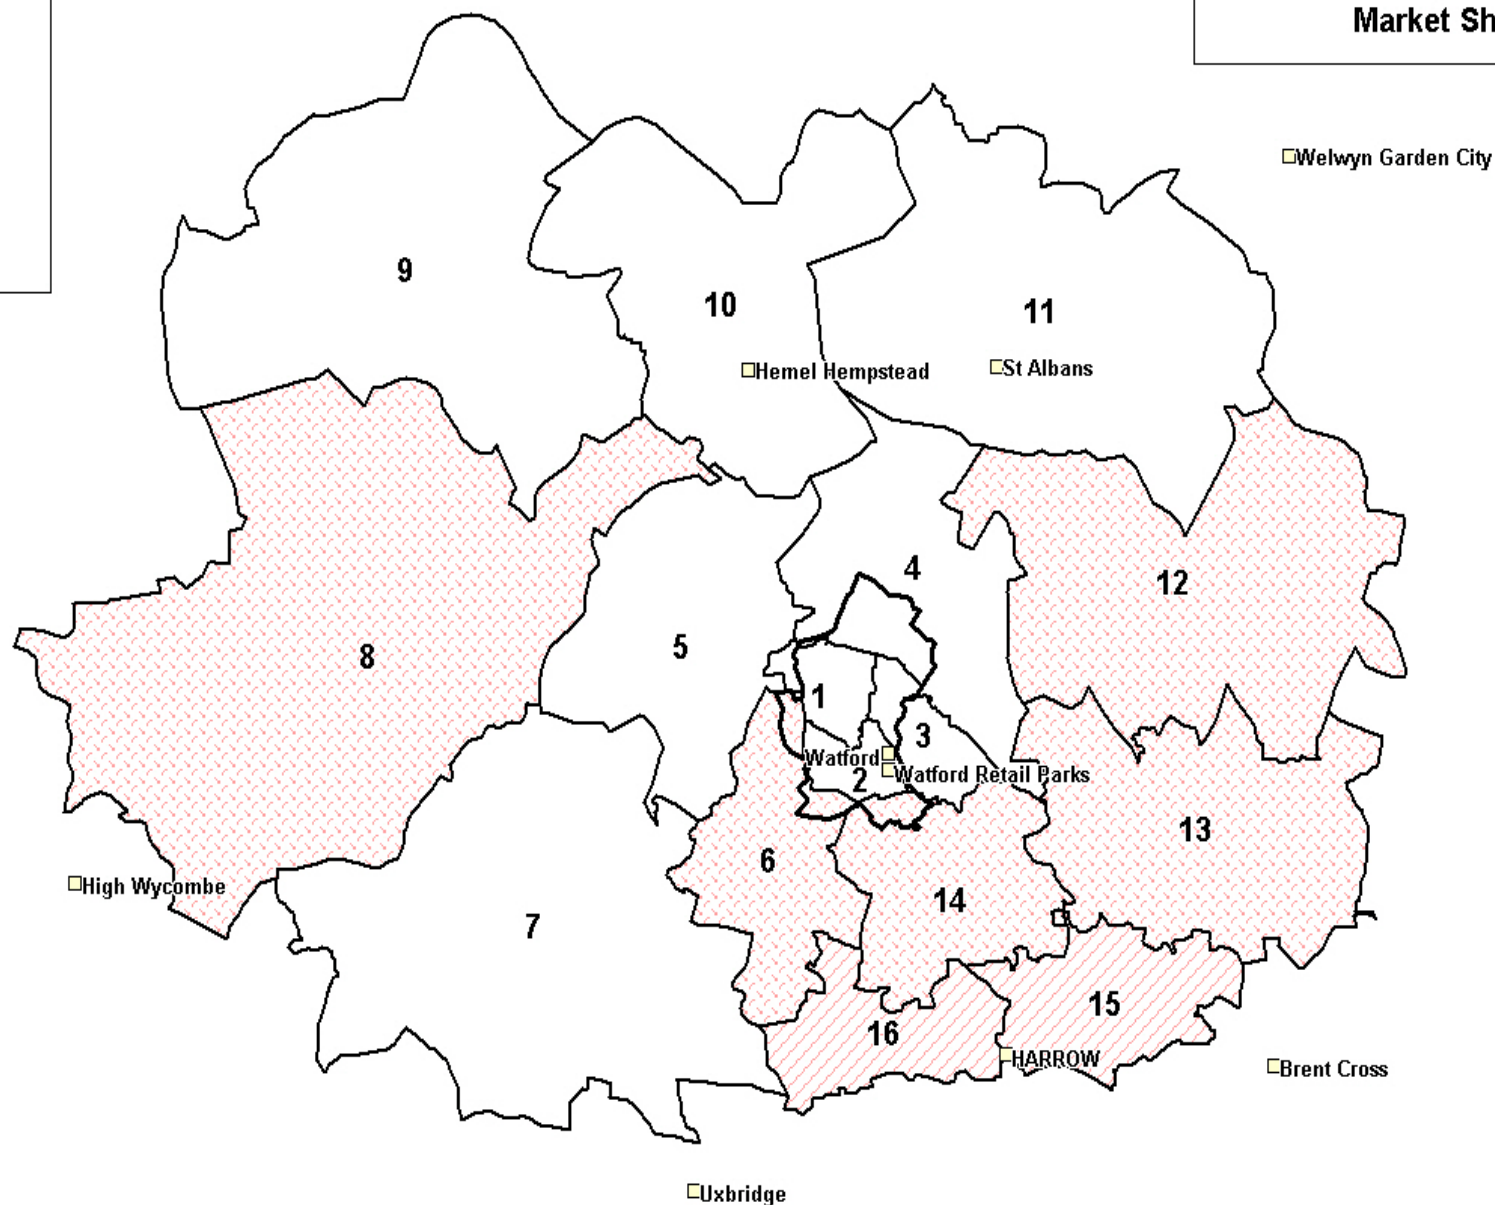 Market Sh
Welwyn Garden City
9
10
11
Hemel Hempstead
St Albans
4
12
5
8
1
3
Watford
Watford Retail Parks
2
13
6
High Wycombe
14
7
15
16
HARROW
Brent Cross
Uxbridge